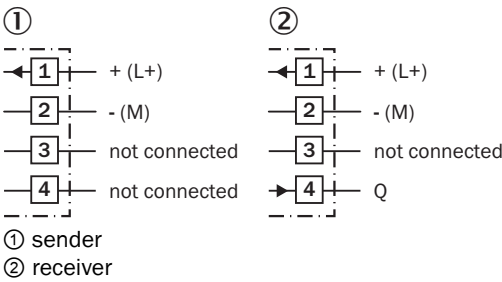 ① ②
1 + (L+) 1 + (L+)
2 - (M) 2 - (M)
3 not connected 3 not connected
4 not connected 4 Q
① sender
② receiver